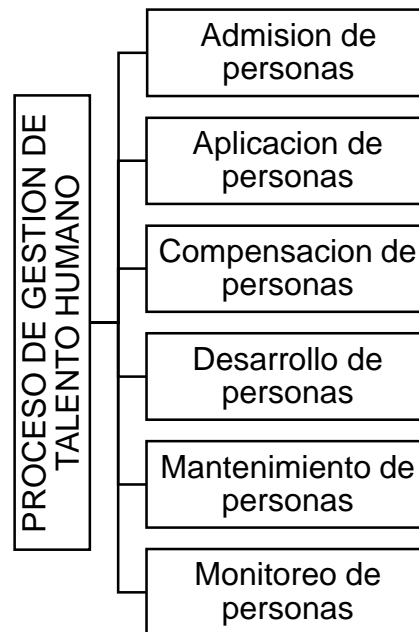 PROCESO DE GESTION DE
TALENTO HUMANO
Admision de
personas
Aplicacion de
personas
Compensacion de
personas
Desarrollo de
personas
Mantenimiento de
personas
Monitoreo de
personas